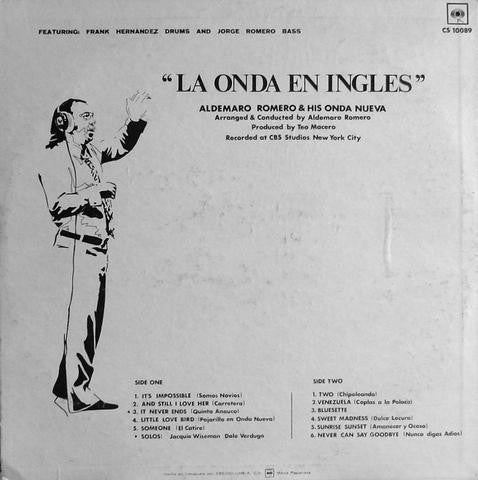 FEATURING: FRANK HERNANDEZ DRUMS AND JORGE ROMERO BASS
CS 10089
"LA ONDA EN INGLES"
ALDEMARO ROMERO & HIS ONDA NUEVA
Arranged & Conducted by Aldemaro Romero
Produced by Teo Macero
Recorded at CBS Studios New York City
SIDE ONE
1. IT'S IMPOSSIBLE (Somos Novios)
2. AND STILL I LOVE HER (Carretera)
* 3. IT NEVER ENDS (Quinta Anauco)
4. LITTLE LOVE BIRD (Pajarillo en Onda Nueva)
5. SOMEONE (El Catire)
* SOLOS: Jacquie Wiseman Dale Verdugo
SIDE TWO
1. TWO (Chipoleando)
2. VENEZUELA (Coplas a la Polaca)
3. BLUESETTE
4. SWEET MADNESS (Dulce Locura)
5. SUNRISE SUNSET (Amanecer y Ocaso)
6. NEVER CAN SAY GOODBYE (Nunca digas Adios)